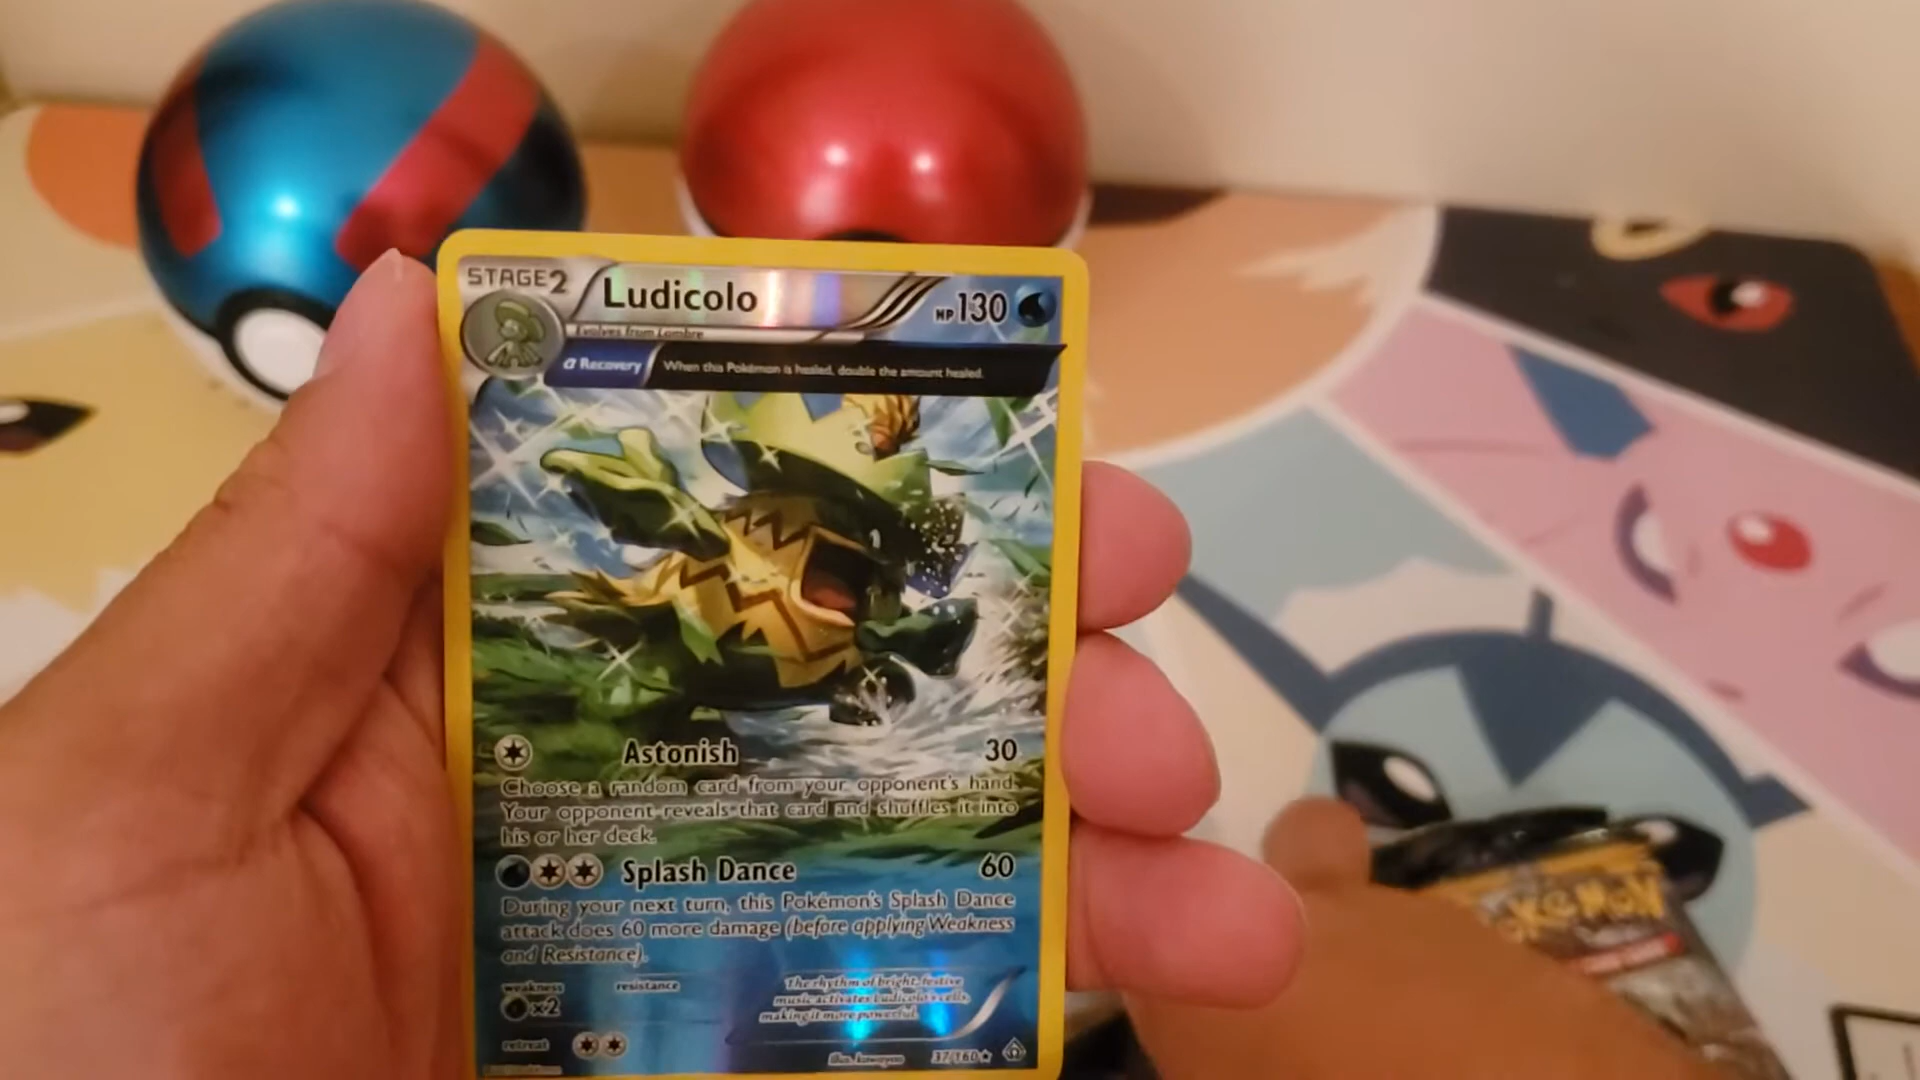 STAGE2
Ludicolo
HP130
Evolves from Lombre
α Recovery
When this Pokémon is healed, double the amount healed.
Astonish 30
Choose a random card from your opponent's hand.
Your opponent reveals that card and shuffles it into
his or her deck.
Splash Dance 60
During your next turn, this Pokémon's Splash Dance
attack does 60 more damage (before applying Weakness
and Resistance).
weakness
resistance
×2
The rhythm of bright, festive
music activates Ludicolo's cells,
making it more powerful.
retreat
illus. kawayoo
37/160
POKéMON